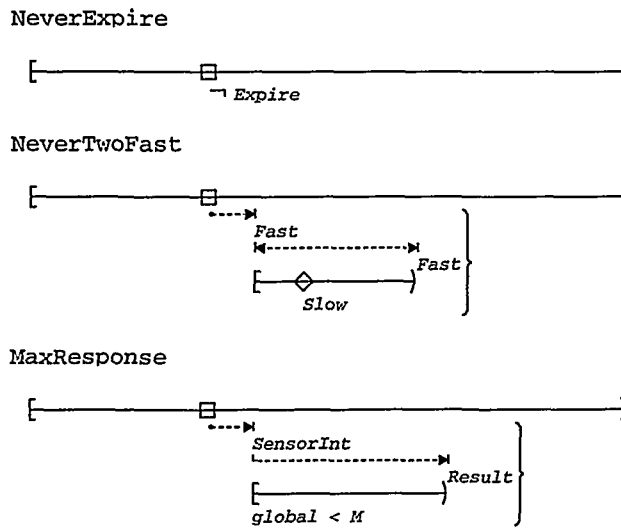 NeverExpire
¬ Expire
NeverTwoFast
Fast
Fast
Slow
MaxResponse
SensorInt
Result
global < M